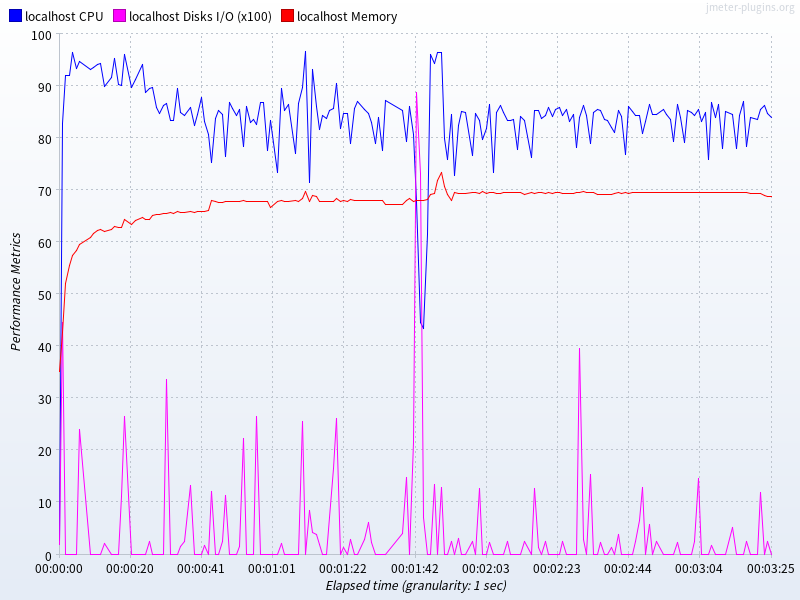 jmeter-plugins.org
localhost CPU localhost Disks I/O (x100) localhost Memory
100
90
80
70
60
50
40
30
20
10
0
Performance Metrics
00:00:00 00:00:20 00:00:41 00:01:01 00:01:22 00:01:42 00:02:03 00:02:23 00:02:44 00:03:04 00:03:25
Elapsed time (granularity: 1 sec)